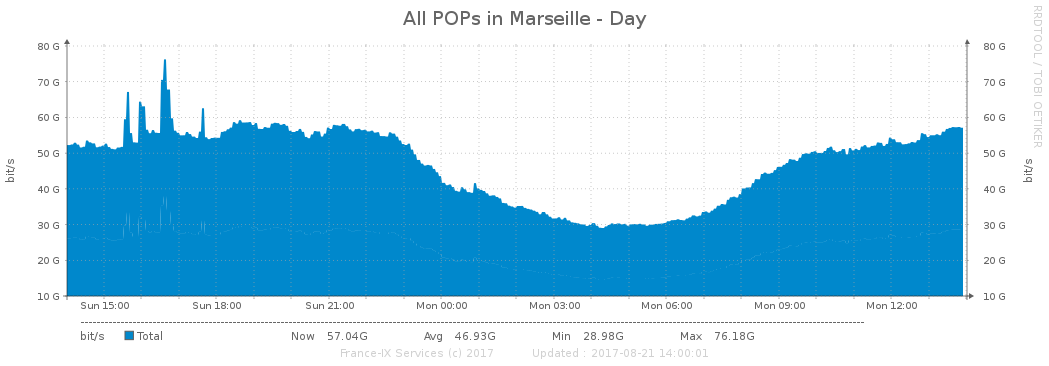 All POPs in Marseille - Day
RRDTOOL / TOBI OETIKER
80 G 80 G
70 G 70 G
60 G 60 G
50 G 50 G
40 G 40 G
30 G 30 G
20 G 20 G
10 G 10 G
bit/s bit/s
Sun 15:00 Sun 18:00 Sun 21:00 Mon 00:00 Mon 03:00 Mon 06:00 Mon 09:00 Mon 12:00
bit/s Total Now 57.04G Avg 46.93G Min 28.98G Max 76.18G
France-IX Services (c) 2017 Updated : 2017-08-21 14:00:01